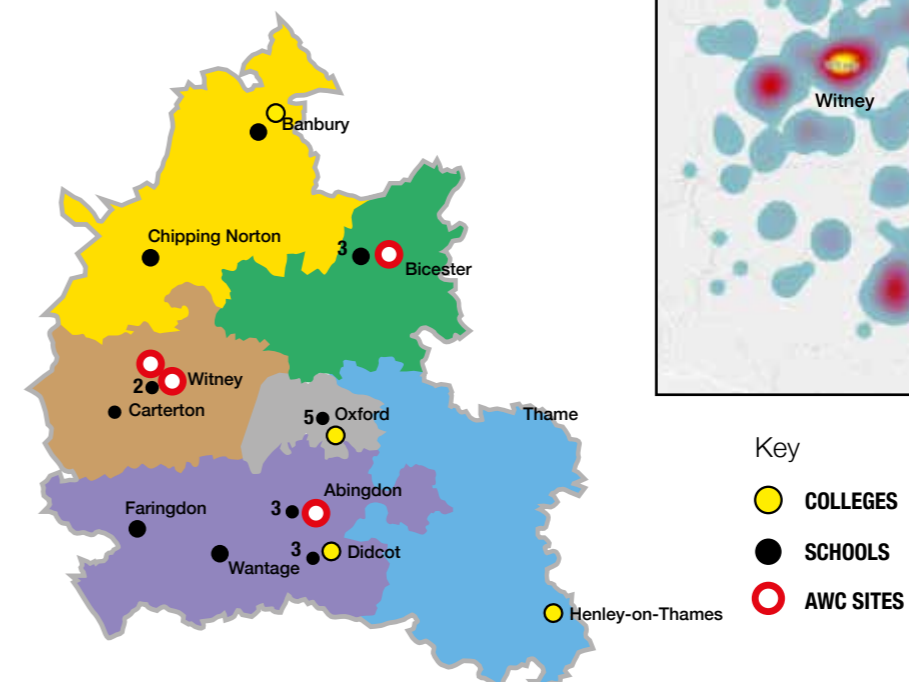 Banbury
Chipping Norton
3
Bicester
Witney
2
Carterton
5
Oxford
Thame
Faringdon
3
Abingdon
3
Didcot
Wantage
Henley-on-Thames
Witney
Key
COLLEGES
SCHOOLS
AWC SITES